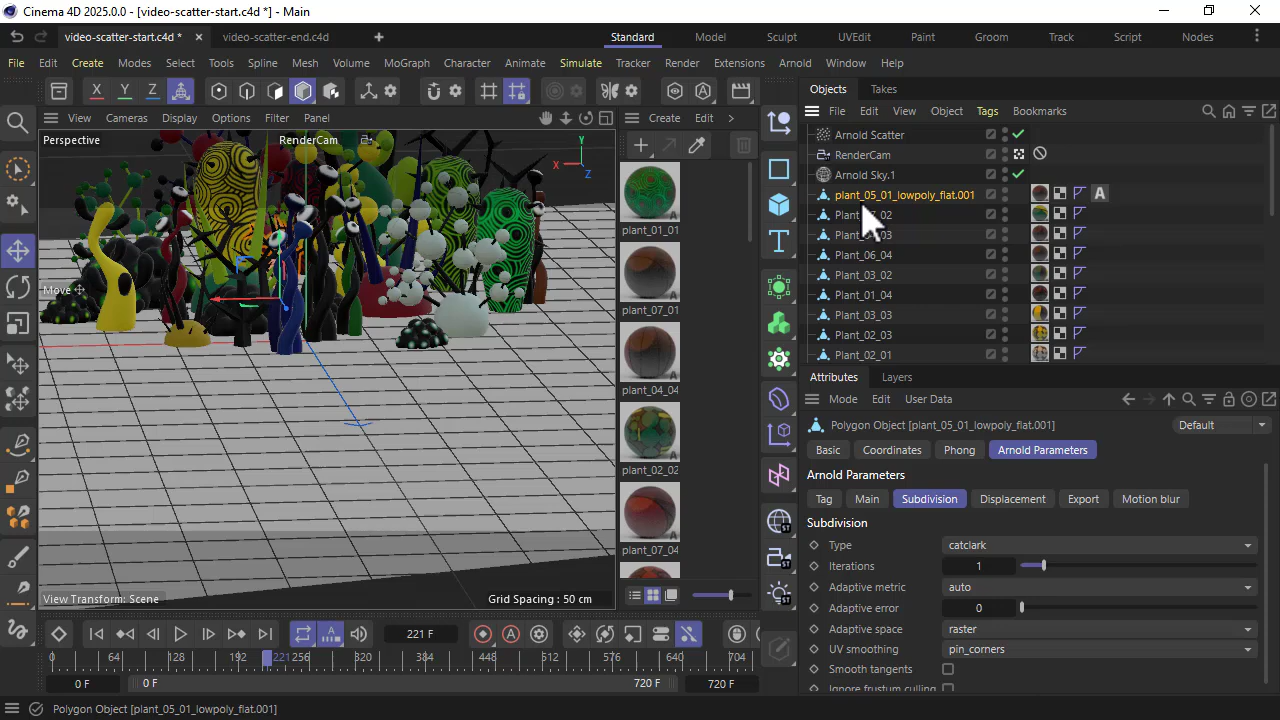 Cinema 4D 2025.0.0 - [video-scatter-start.c4d *] - Main
video-scatter-start.c4d *
video-scatter-end.c4d
Standard
Model
Sculpt
UVEdit
Paint
Groom
Track
Script
Nodes
File Edit Create Modes Select Tools Spline Mesh Volume MoGraph Character Animate Simulate Tracker Render Extensions Arnold Window Help
X Y Z
Objects Takes
View Cameras Display Options Filter Panel
Create Edit
File Edit View Object Tags Bookmarks
Perspective
RenderCam
Y
X
Z
Move
View Transform: Scene
Grid Spacing : 50 cm
plant_01_01
plant_07_01
plant_04_04
plant_02_02
plant_07_04
Arnold Scatter
RenderCam
Arnold Sky.1
plant_05_01_lowpoly_flat.001
Plant_06_04
Plant_03_02
Plant_01_04
Plant_03_03
Plant_02_03
Plant_02_01
Attributes Layers
Mode Edit User Data
Polygon Object [plant_05_01_lowpoly_flat.001]
Default
Basic Coordinates Phong Arnold Parameters
Arnold Parameters
Tag Main Subdivision Displacement Export Motion blur
Subdivision
Type catclark
Iterations 1
Adaptive metric auto
Adaptive error 0
Adaptive space raster
UV smoothing pin_corners
Smooth tangents
Ignore frustum culling
221 F
0 64 128 192 221 256 320 384 448 512 576 640 704
0 F 0 F 720 F 720 F
Polygon Object [plant_05_01_lowpoly_flat.001]